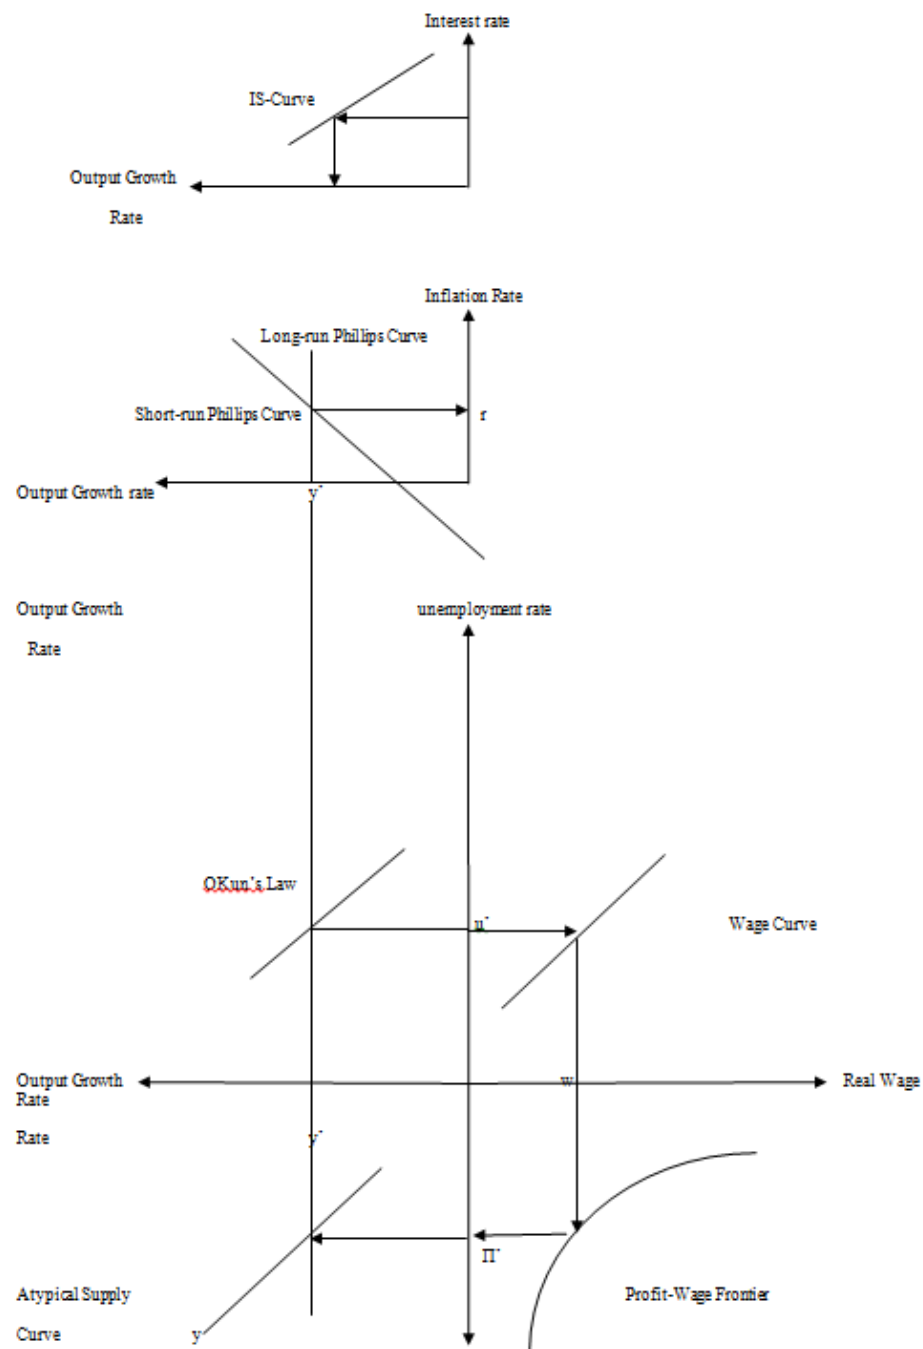 Interest rate
IS-Curve
Output Growth
Rate
Inflation Rate
Long-run Phillips Curve
Short-run Phillips Curve
r
Output Growth rate
y*
Output Growth
Rate
unemployment rate
OKun's Law
u*
Wage Curve
Output Growth
Rate
w
Real Wage
Rate
y*
Π*
Atypical Supply
Profit-Wage Frontier
Curve
y